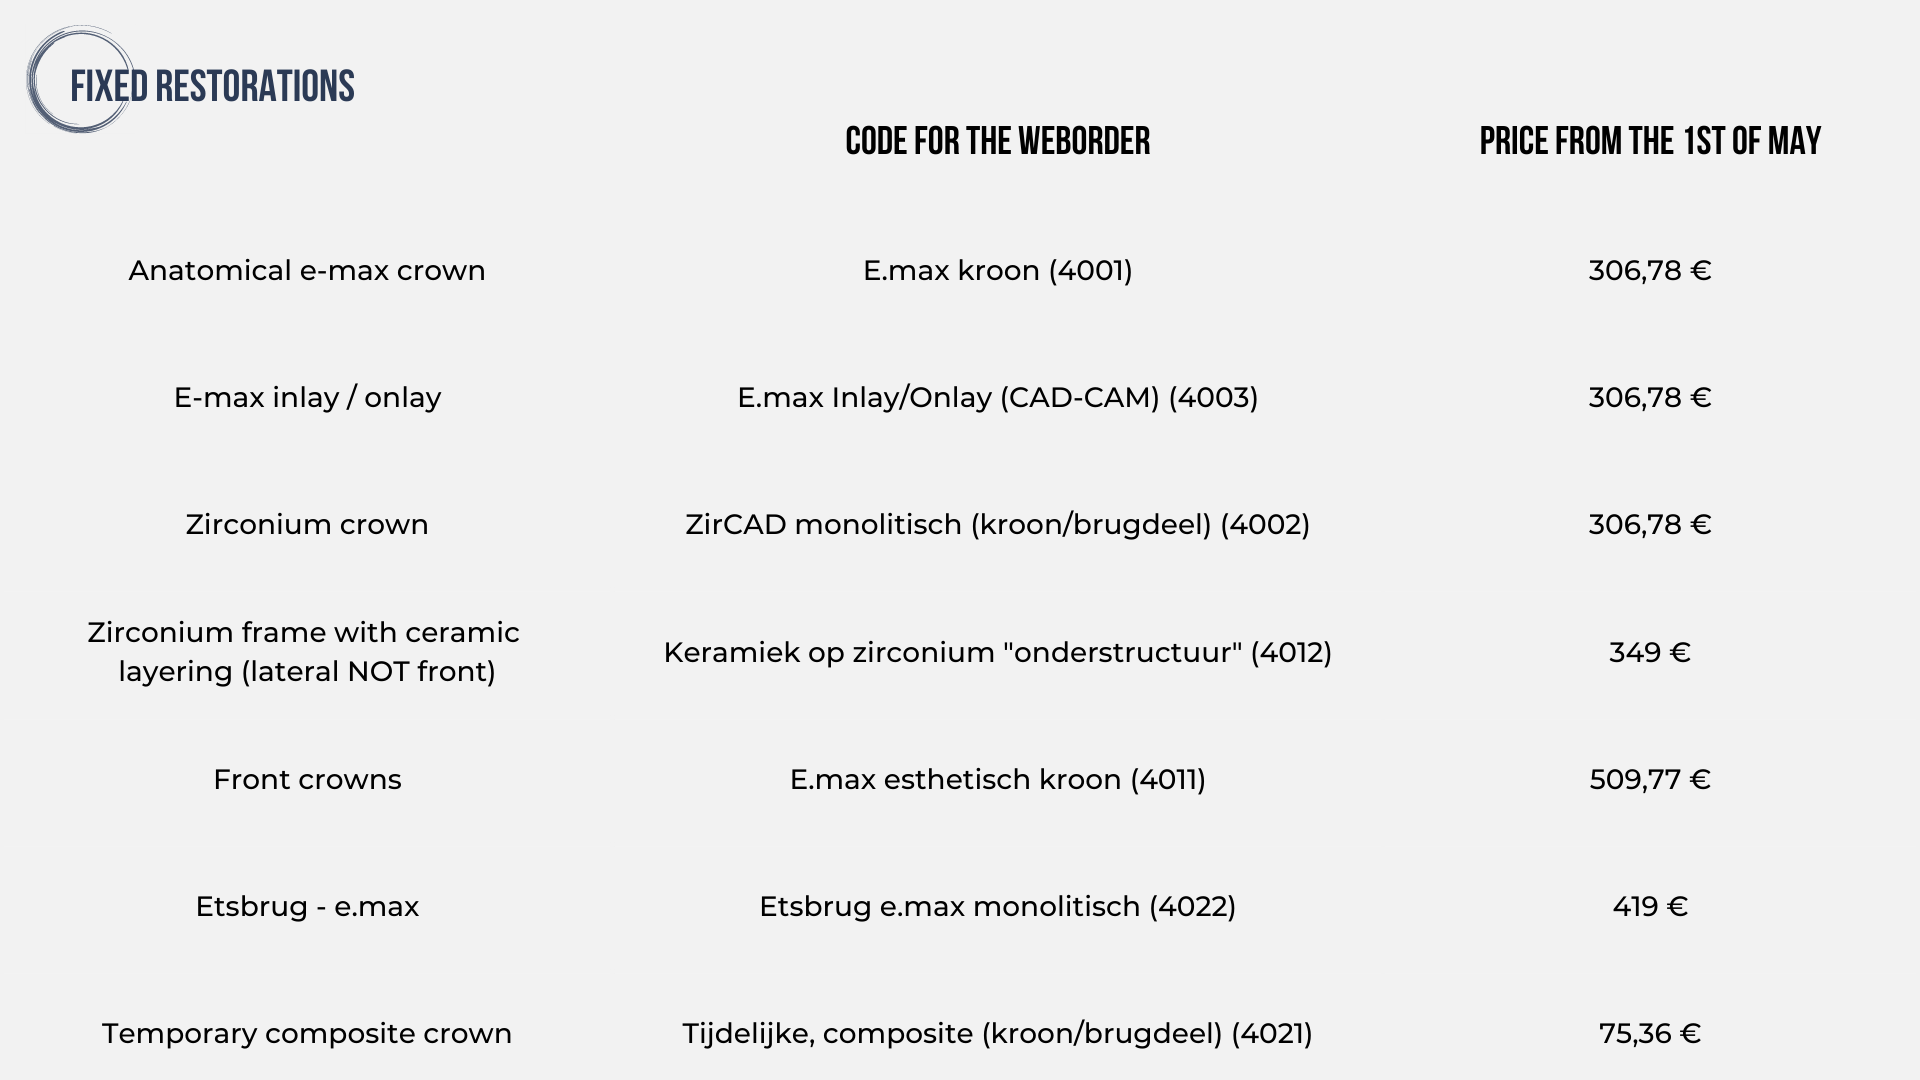 FIXED RESTORATIONS
CODE FOR THE WEBORDER
PRICE FROM THE 1ST OF MAY
Anatomical e-max crown
E.max kroon (4001)
306,78 €
E-max inlay / onlay
E.max Inlay/Onlay (CAD-CAM) (4003)
306,78 €
Zirconium crown
ZirCAD monolitisch (kroon/brugdeel) (4002)
306,78 €
Zirconium frame with ceramic
layering (lateral NOT front)
Keramiek op zirconium "onderstructuur" (4012)
349 €
Front crowns
E.max esthetisch kroon (4011)
509,77 €
Etsbrug - e.max
Etsbrug e.max monolitisch (4022)
419 €
Temporary composite crown
Tijdelijke, composite (kroon/brugdeel) (4021)
75,36 €